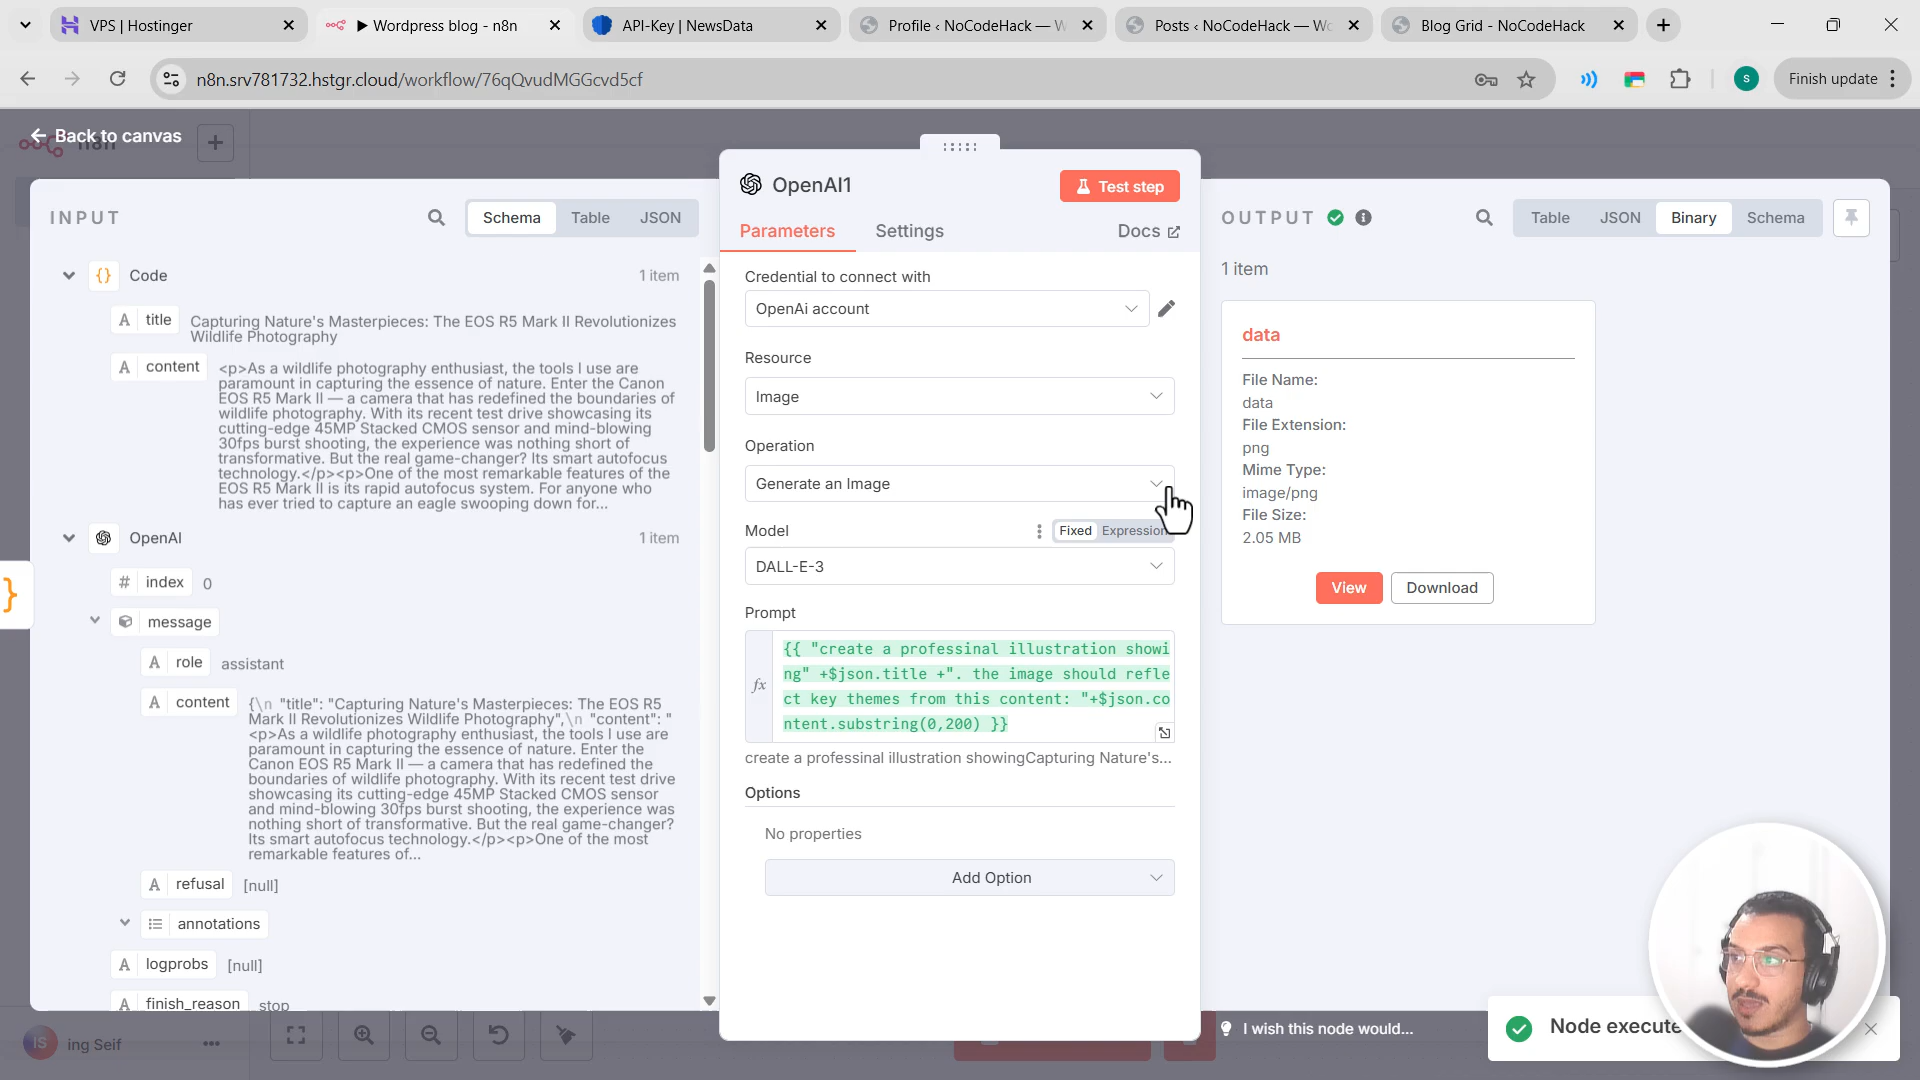 VPS | Hostinger
▶ Wordpress blog - n8n
API-Key | NewsData
Profile ‹ NoCodeHack — W
Posts ‹ NoCodeHack — Wo
Blog Grid - NoCodeHack
n8n.srv781732.hstgr.cloud/workflow/76qQvudMGGcvd5cf
S
Finish update
Back to canvas
n8n
INPUT
Schema
Table
JSON
Code
1 item
A title
Capturing Nature's Masterpieces: The EOS R5 Mark II Revolutionizes
Wildlife Photography
A content
<p>As a wildlife photography enthusiast, the tools I use are
paramount in capturing the essence of nature. Enter the Canon
EOS R5 Mark II — a camera that has redefined the boundaries of
wildlife photography. With its recent test drive showcasing its
cutting-edge 45MP Stacked CMOS sensor and mind-blowing
30fps burst shooting, the experience was nothing short of
transformative. But the real game-changer? Its smart autofocus
technology.</p><p>One of the most remarkable features of the
EOS R5 Mark II is its rapid autofocus system. For anyone who
has ever tried to capture an eagle swooping down for...
OpenAI
1 item
# index
0
message
A role
assistant
A content
{\n "title": "Capturing Nature's Masterpieces: The EOS R5
Mark II Revolutionizes Wildlife Photography",\n "content": "
<p>As a wildlife photography enthusiast, the tools I use are
paramount in capturing the essence of nature. Enter the
Canon EOS R5 Mark II — a camera that has redefined the
boundaries of wildlife photography. With its recent test drive
showcasing its cutting-edge 45MP Stacked CMOS sensor
and mind-blowing 30fps burst shooting, the experience was
nothing short of transformative. But the real game-changer?
Its smart autofocus technology.</p><p>One of the most
remarkable features of...
A refusal
[null]
annotations
A logprobs
[null]
A finish_reason
stop
IS
ing Seif
OpenAI1
Test step
Parameters
Settings
Docs
Credential to connect with
OpenAi account
Resource
Image
Operation
Generate an Image
Model
Fixed
Expression
DALL-E-3
Prompt
fx
{{ "create a professinal illustration showi
ng" +$json.title +". the image should refle
ct key themes from this content: "+$json.co
ntent.substring(0,200) }}
create a professinal illustration showingCapturing Nature's...
Options
No properties
Add Option
OUTPUT
Table
JSON
Binary
Schema
1 item
data
File Name:
data
File Extension:
png
Mime Type:
image/png
File Size:
2.05 MB
View
Download
I wish this node would...
Node execute